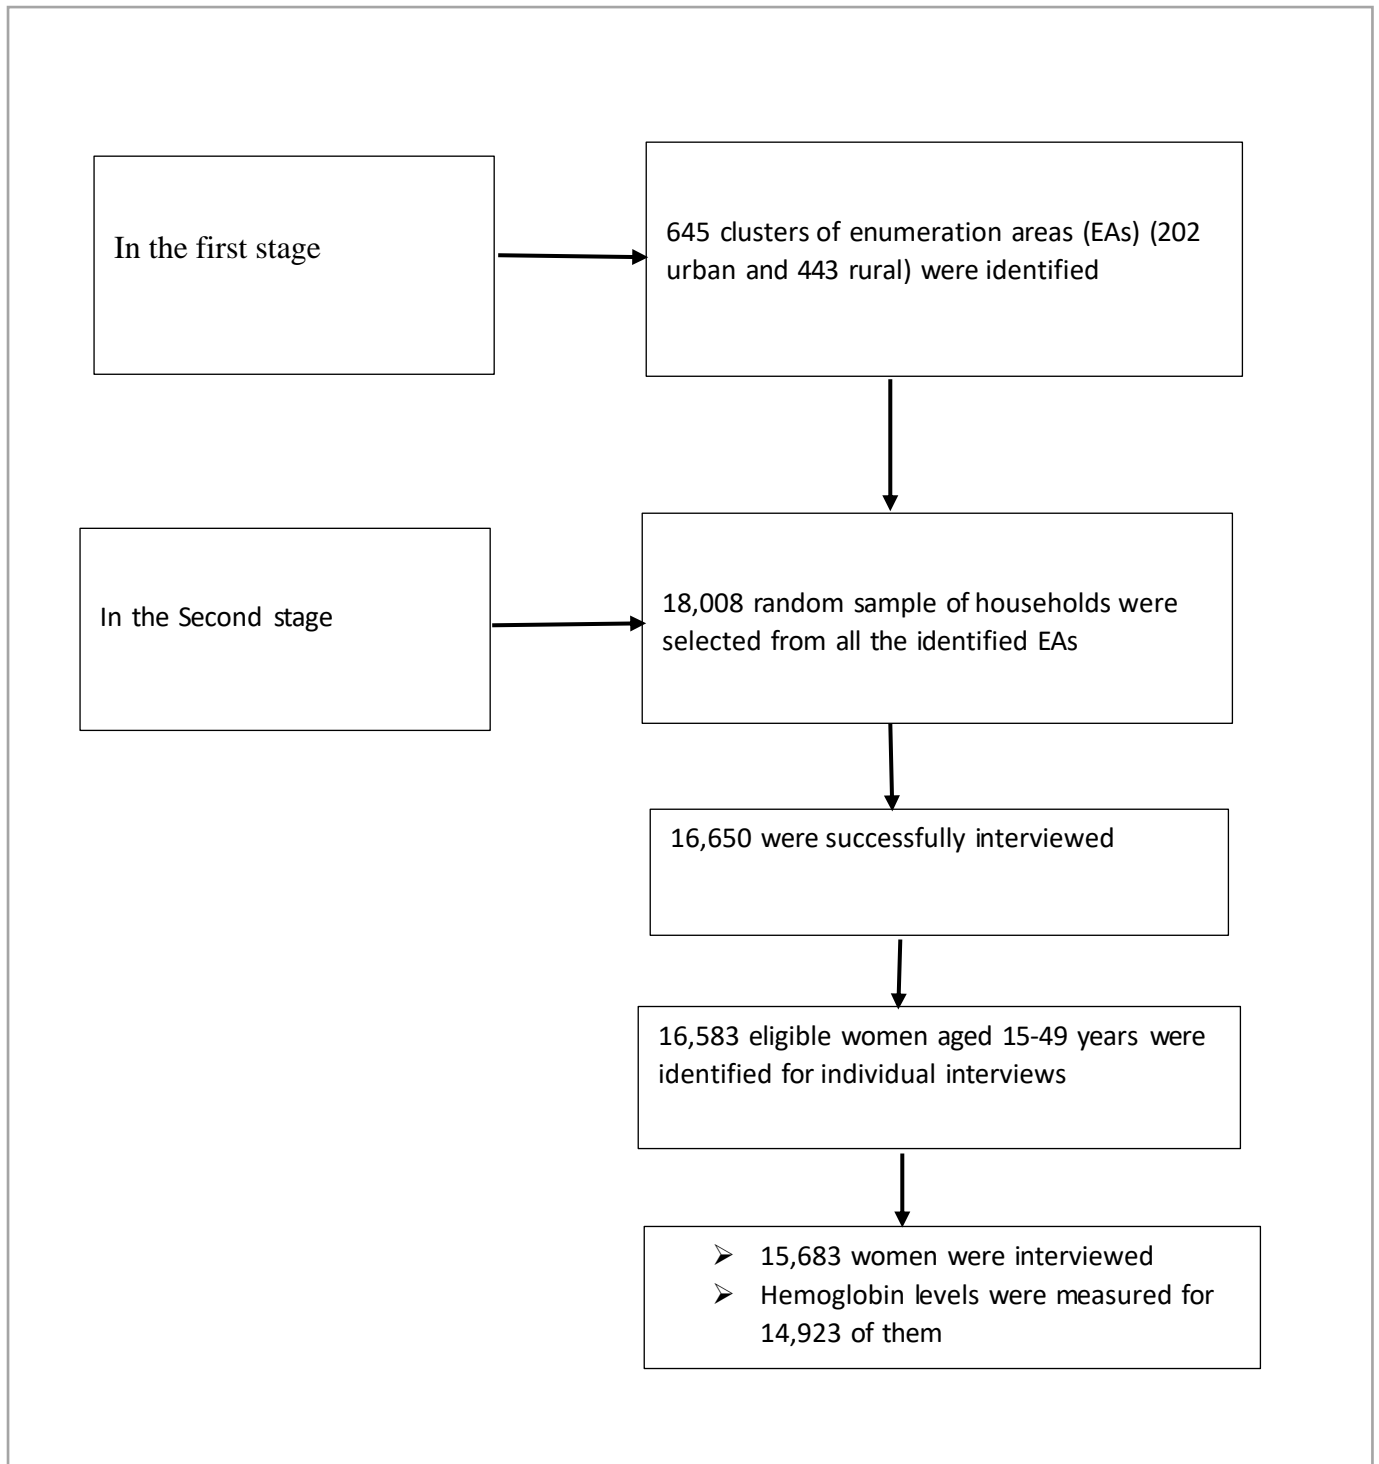 In the first stage
645 clusters of enumeration areas (EAs) (202
urban and 443 rural) were identified
In the Second stage
18,008 random sample of households were
selected from all the identified EAs
16,650 were successfully interviewed
16,583 eligible women aged 15-49 years were
identified for individual interviews
➢ 15,683 women were interviewed
➢ Hemoglobin levels were measured for
14,923 of them